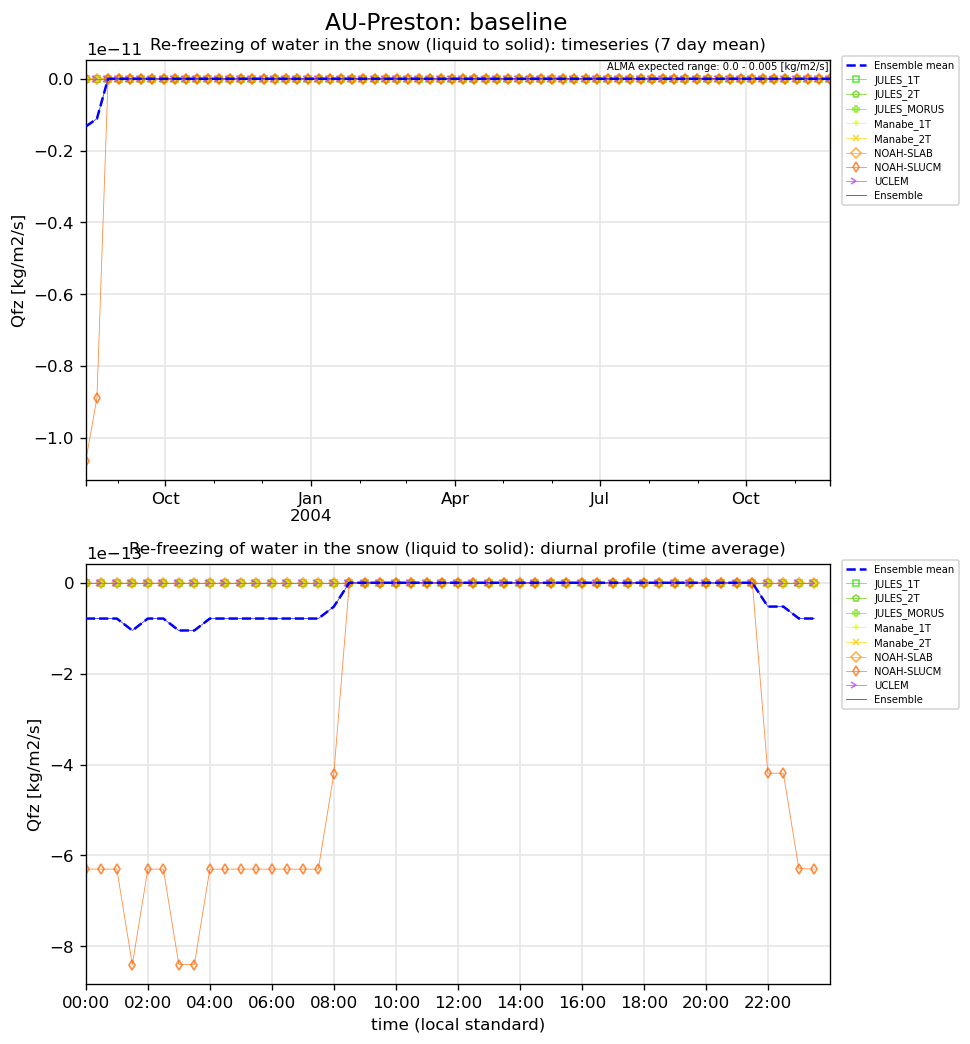 AU-Preston: baseline
1e−11
Re-freezing of water in the snow (liquid to solid): timeseries (7 day mean)
ALMA expected range: 0.0 - 0.005 [kg/m2/s]
0.0
−0.2
−0.4
−0.6
−0.8
−1.0
Qfz [kg/m2/s]
Oct
Jan
2004
Apr
Jul
Oct
Ensemble mean
JULES_1T
JULES_2T
JULES_MORUS
Manabe_1T
Manabe_2T
NOAH-SLAB
NOAH-SLUCM
UCLEM
Ensemble
1e−13
Re-freezing of water in the snow (liquid to solid): diurnal profile (time average)
0
−2
−4
−6
−8
Qfz [kg/m2/s]
00:00
02:00
04:00
06:00
08:00
10:00
12:00
14:00
16:00
18:00
20:00
22:00
time (local standard)
Ensemble mean
JULES_1T
JULES_2T
JULES_MORUS
Manabe_1T
Manabe_2T
NOAH-SLAB
NOAH-SLUCM
UCLEM
Ensemble